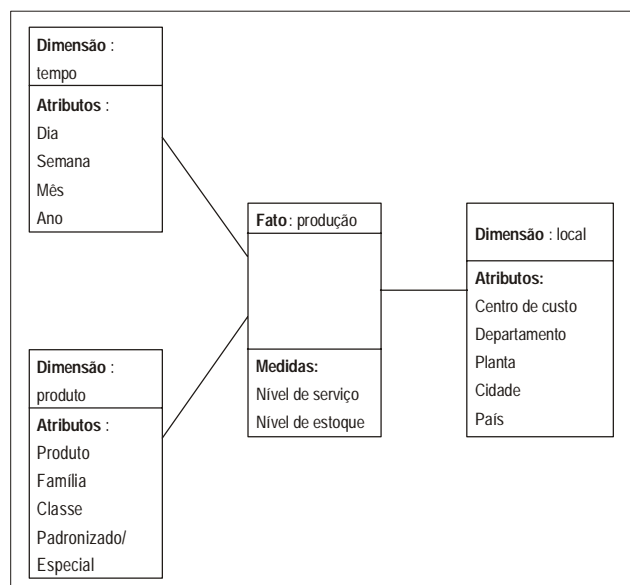 Dimensão :
tempo
Atributos :
Dia
Semana
Mês
Ano
Dimensão :
produto
Atributos :
Produto
Família
Classe
Padronizado/
Especial
Fato: produção
Medidas:
Nível de serviço
Nível de estoque
Dimensão : local
Atributos:
Centro de custo
Departamento
Planta
Cidade
País